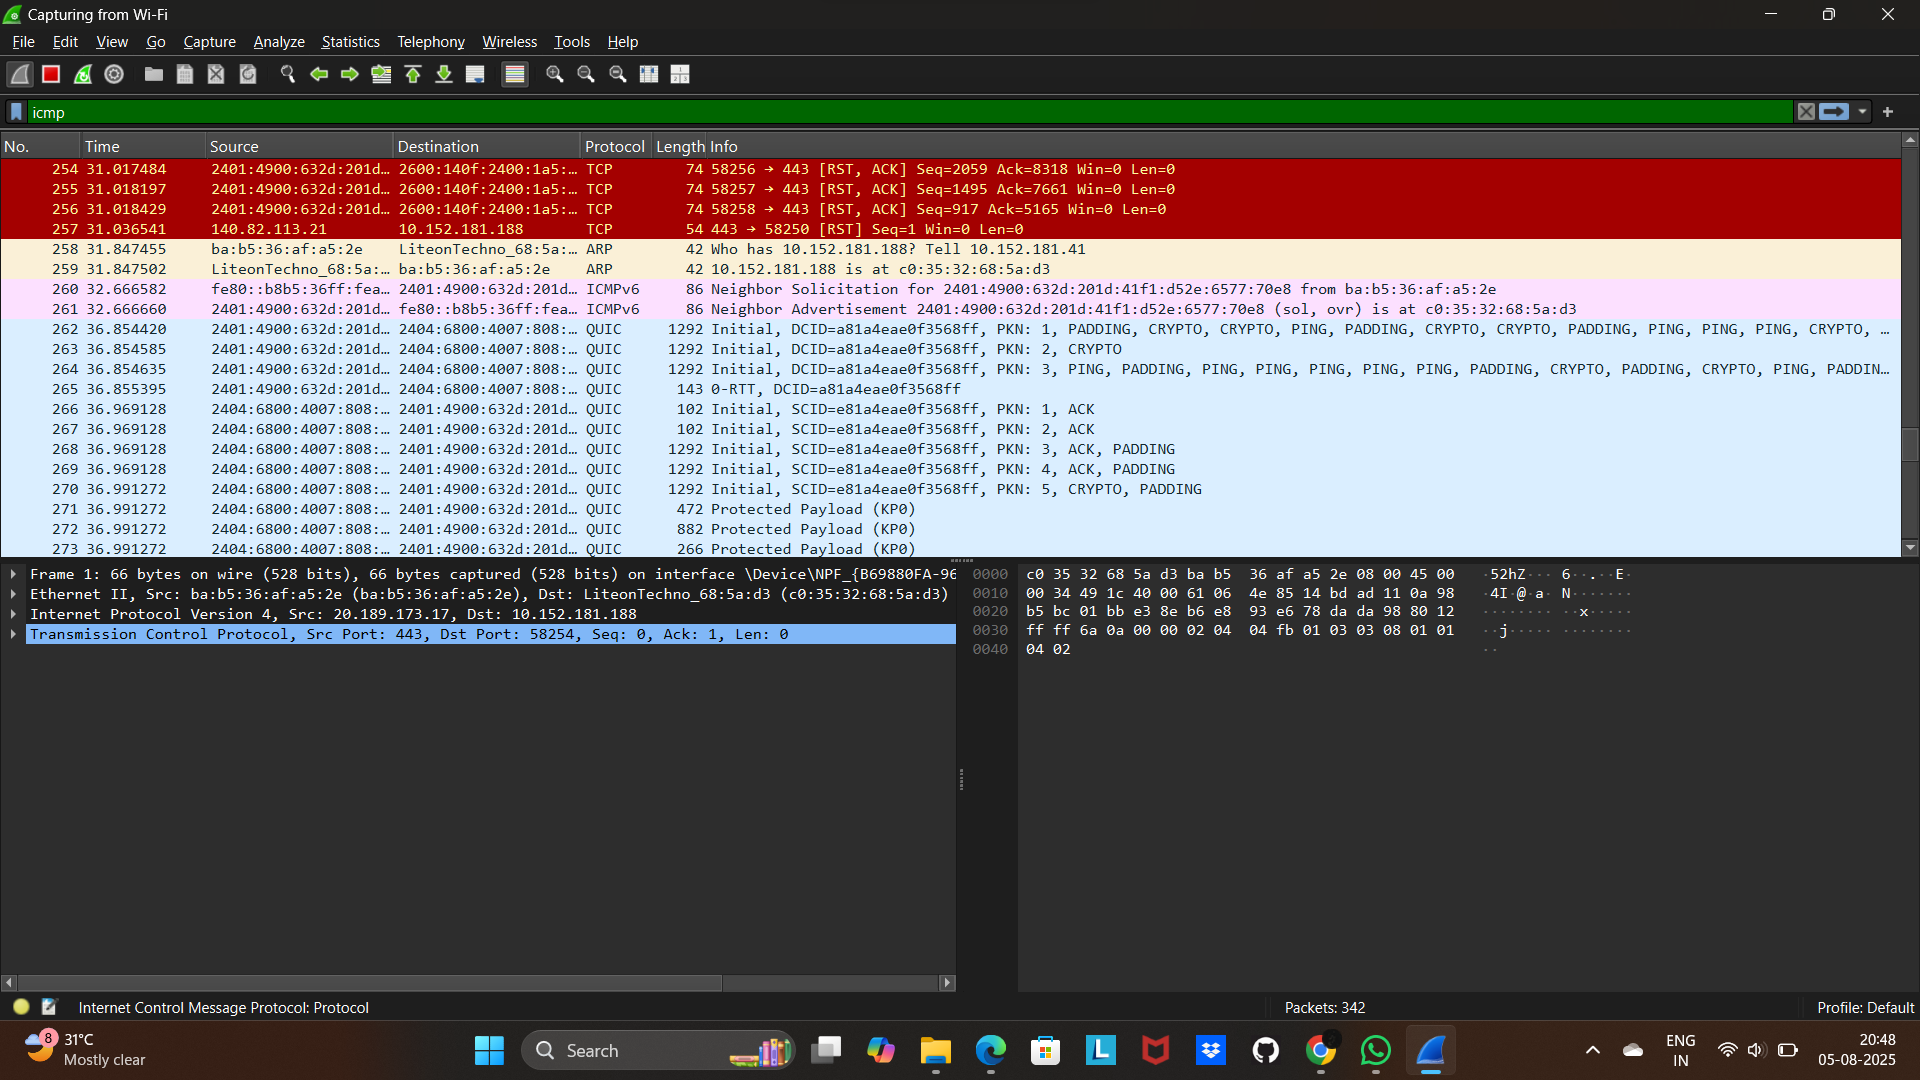 Capturing from Wi-Fi
File Edit View Go Capture Analyze Statistics Telephony Wireless Tools Help
icmp
No. Time Source Destination Protocol Length Info
254 31.017484 2401:4900:632d:201d… 2600:140f:2400:1a5:… TCP 74 58256 → 443 [RST, ACK] Seq=2059 Ack=8318 Win=0 Len=0
255 31.018197 2401:4900:632d:201d… 2600:140f:2400:1a5:… TCP 74 58257 → 443 [RST, ACK] Seq=1495 Ack=7661 Win=0 Len=0
256 31.018429 2401:4900:632d:201d… 2600:140f:2400:1a5:… TCP 74 58258 → 443 [RST, ACK] Seq=917 Ack=5165 Win=0 Len=0
257 31.036541 140.82.113.21 10.152.181.188 TCP 54 443 → 58250 [RST] Seq=1 Win=0 Len=0
258 31.847455 ba:b5:36:af:a5:2e LiteonTechno_68:5a:… ARP 42 Who has 10.152.181.188? Tell 10.152.181.41
259 31.847502 LiteonTechno_68:5a:… ba:b5:36:af:a5:2e ARP 42 10.152.181.188 is at c0:35:32:68:5a:d3
260 32.666582 fe80::b8b5:36ff:fea… 2401:4900:632d:201d… ICMPv6 86 Neighbor Solicitation for 2401:4900:632d:201d:41f1:d52e:6577:70e8 from ba:b5:36:af:a5:2e
261 32.666660 2401:4900:632d:201d… fe80::b8b5:36ff:fea… ICMPv6 86 Neighbor Advertisement 2401:4900:632d:201d:41f1:d52e:6577:70e8 (sol, ovr) is at c0:35:32:68:5a:d3
262 36.854420 2401:4900:632d:201d… 2404:6800:4007:808:… QUIC 1292 Initial, DCID=a81a4eae0f3568ff, PKN: 1, PADDING, CRYPTO, CRYPTO, PING, PADDING, CRYPTO, CRYPTO, PADDING, PING, PING, PING, CRYPTO, …
263 36.854585 2401:4900:632d:201d… 2404:6800:4007:808:… QUIC 1292 Initial, DCID=a81a4eae0f3568ff, PKN: 2, CRYPTO
264 36.854635 2401:4900:632d:201d… 2404:6800:4007:808:… QUIC 1292 Initial, DCID=a81a4eae0f3568ff, PKN: 3, PING, PADDING, PING, PING, PING, PING, PING, PADDING, CRYPTO, PADDING, CRYPTO, PING, PADDIN…
265 36.855395 2401:4900:632d:201d… 2404:6800:4007:808:… QUIC 143 0-RTT, DCID=a81a4eae0f3568ff
266 36.969128 2404:6800:4007:808:… 2401:4900:632d:201d… QUIC 102 Initial, SCID=e81a4eae0f3568ff, PKN: 1, ACK
267 36.969128 2404:6800:4007:808:… 2401:4900:632d:201d… QUIC 102 Initial, SCID=e81a4eae0f3568ff, PKN: 2, ACK
268 36.969128 2404:6800:4007:808:… 2401:4900:632d:201d… QUIC 1292 Initial, SCID=e81a4eae0f3568ff, PKN: 3, ACK, PADDING
269 36.969128 2404:6800:4007:808:… 2401:4900:632d:201d… QUIC 1292 Initial, SCID=e81a4eae0f3568ff, PKN: 4, ACK, PADDING
270 36.991272 2404:6800:4007:808:… 2401:4900:632d:201d… QUIC 1292 Initial, SCID=e81a4eae0f3568ff, PKN: 5, CRYPTO, PADDING
271 36.991272 2404:6800:4007:808:… 2401:4900:632d:201d… QUIC 472 Protected Payload (KP0)
272 36.991272 2404:6800:4007:808:… 2401:4900:632d:201d… QUIC 882 Protected Payload (KP0)
273 36.991272 2404:6800:4007:808:… 2401:4900:632d:201d… QUIC 266 Protected Payload (KP0)
Frame 1: 66 bytes on wire (528 bits), 66 bytes captured (528 bits) on interface \Device\NPF_{B69880FA-96
Ethernet II, Src: ba:b5:36:af:a5:2e (ba:b5:36:af:a5:2e), Dst: LiteonTechno_68:5a:d3 (c0:35:32:68:5a:d3)
Internet Protocol Version 4, Src: 20.189.173.17, Dst: 10.152.181.188
Transmission Control Protocol, Src Port: 443, Dst Port: 58254, Seq: 0, Ack: 1, Len: 0
0000 c0 35 32 68 5a d3 ba b5 36 af a5 2e 08 00 45 00 ·52hZ··· 6··.··E·
0010 00 34 49 1c 40 00 61 06 4e 85 14 bd ad 11 0a 98 ·4I·@·a· N·······
0020 b5 bc 01 bb e3 8e b6 e8 93 e6 78 da da 98 80 12 ········ ··x·····
0030 ff ff 6a 0a 00 00 02 04 04 fb 01 03 03 08 01 01 ··j····· ········
0040 04 02 ··
Internet Control Message Protocol: Protocol
Packets: 342
Profile: Default
8
31°C
Mostly clear
Search
L
ENG
IN
20:48
05-08-2025